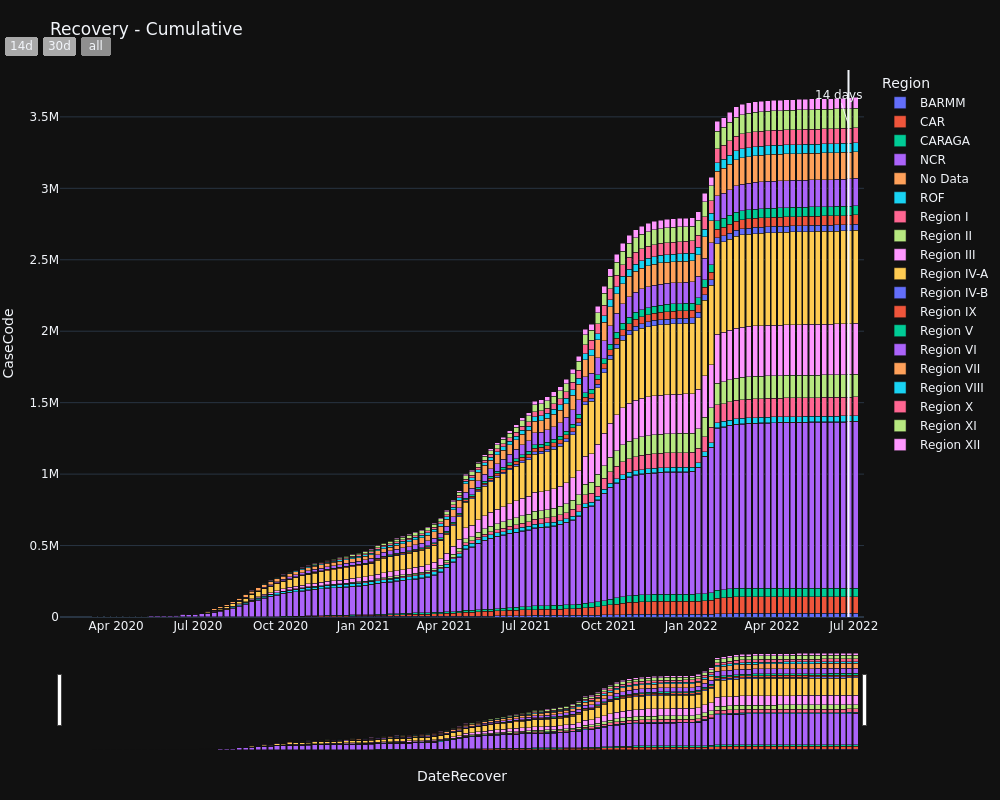 Recovery - Cumulative
14d 30d all
14 days
Region
BARMM
CAR
CARAGA
NCR
No Data
ROF
Region I
Region II
Region III
Region IV-A
Region IV-B
Region IX
Region V
Region VI
Region VII
Region VIII
Region X
Region XI
Region XII
CaseCode
3.5M
3M
2.5M
2M
1.5M
1M
0.5M
0
Apr 2020 Jul 2020 Oct 2020 Jan 2021 Apr 2021 Jul 2021 Oct 2021 Jan 2022 Apr 2022 Jul 2022
DateRecover